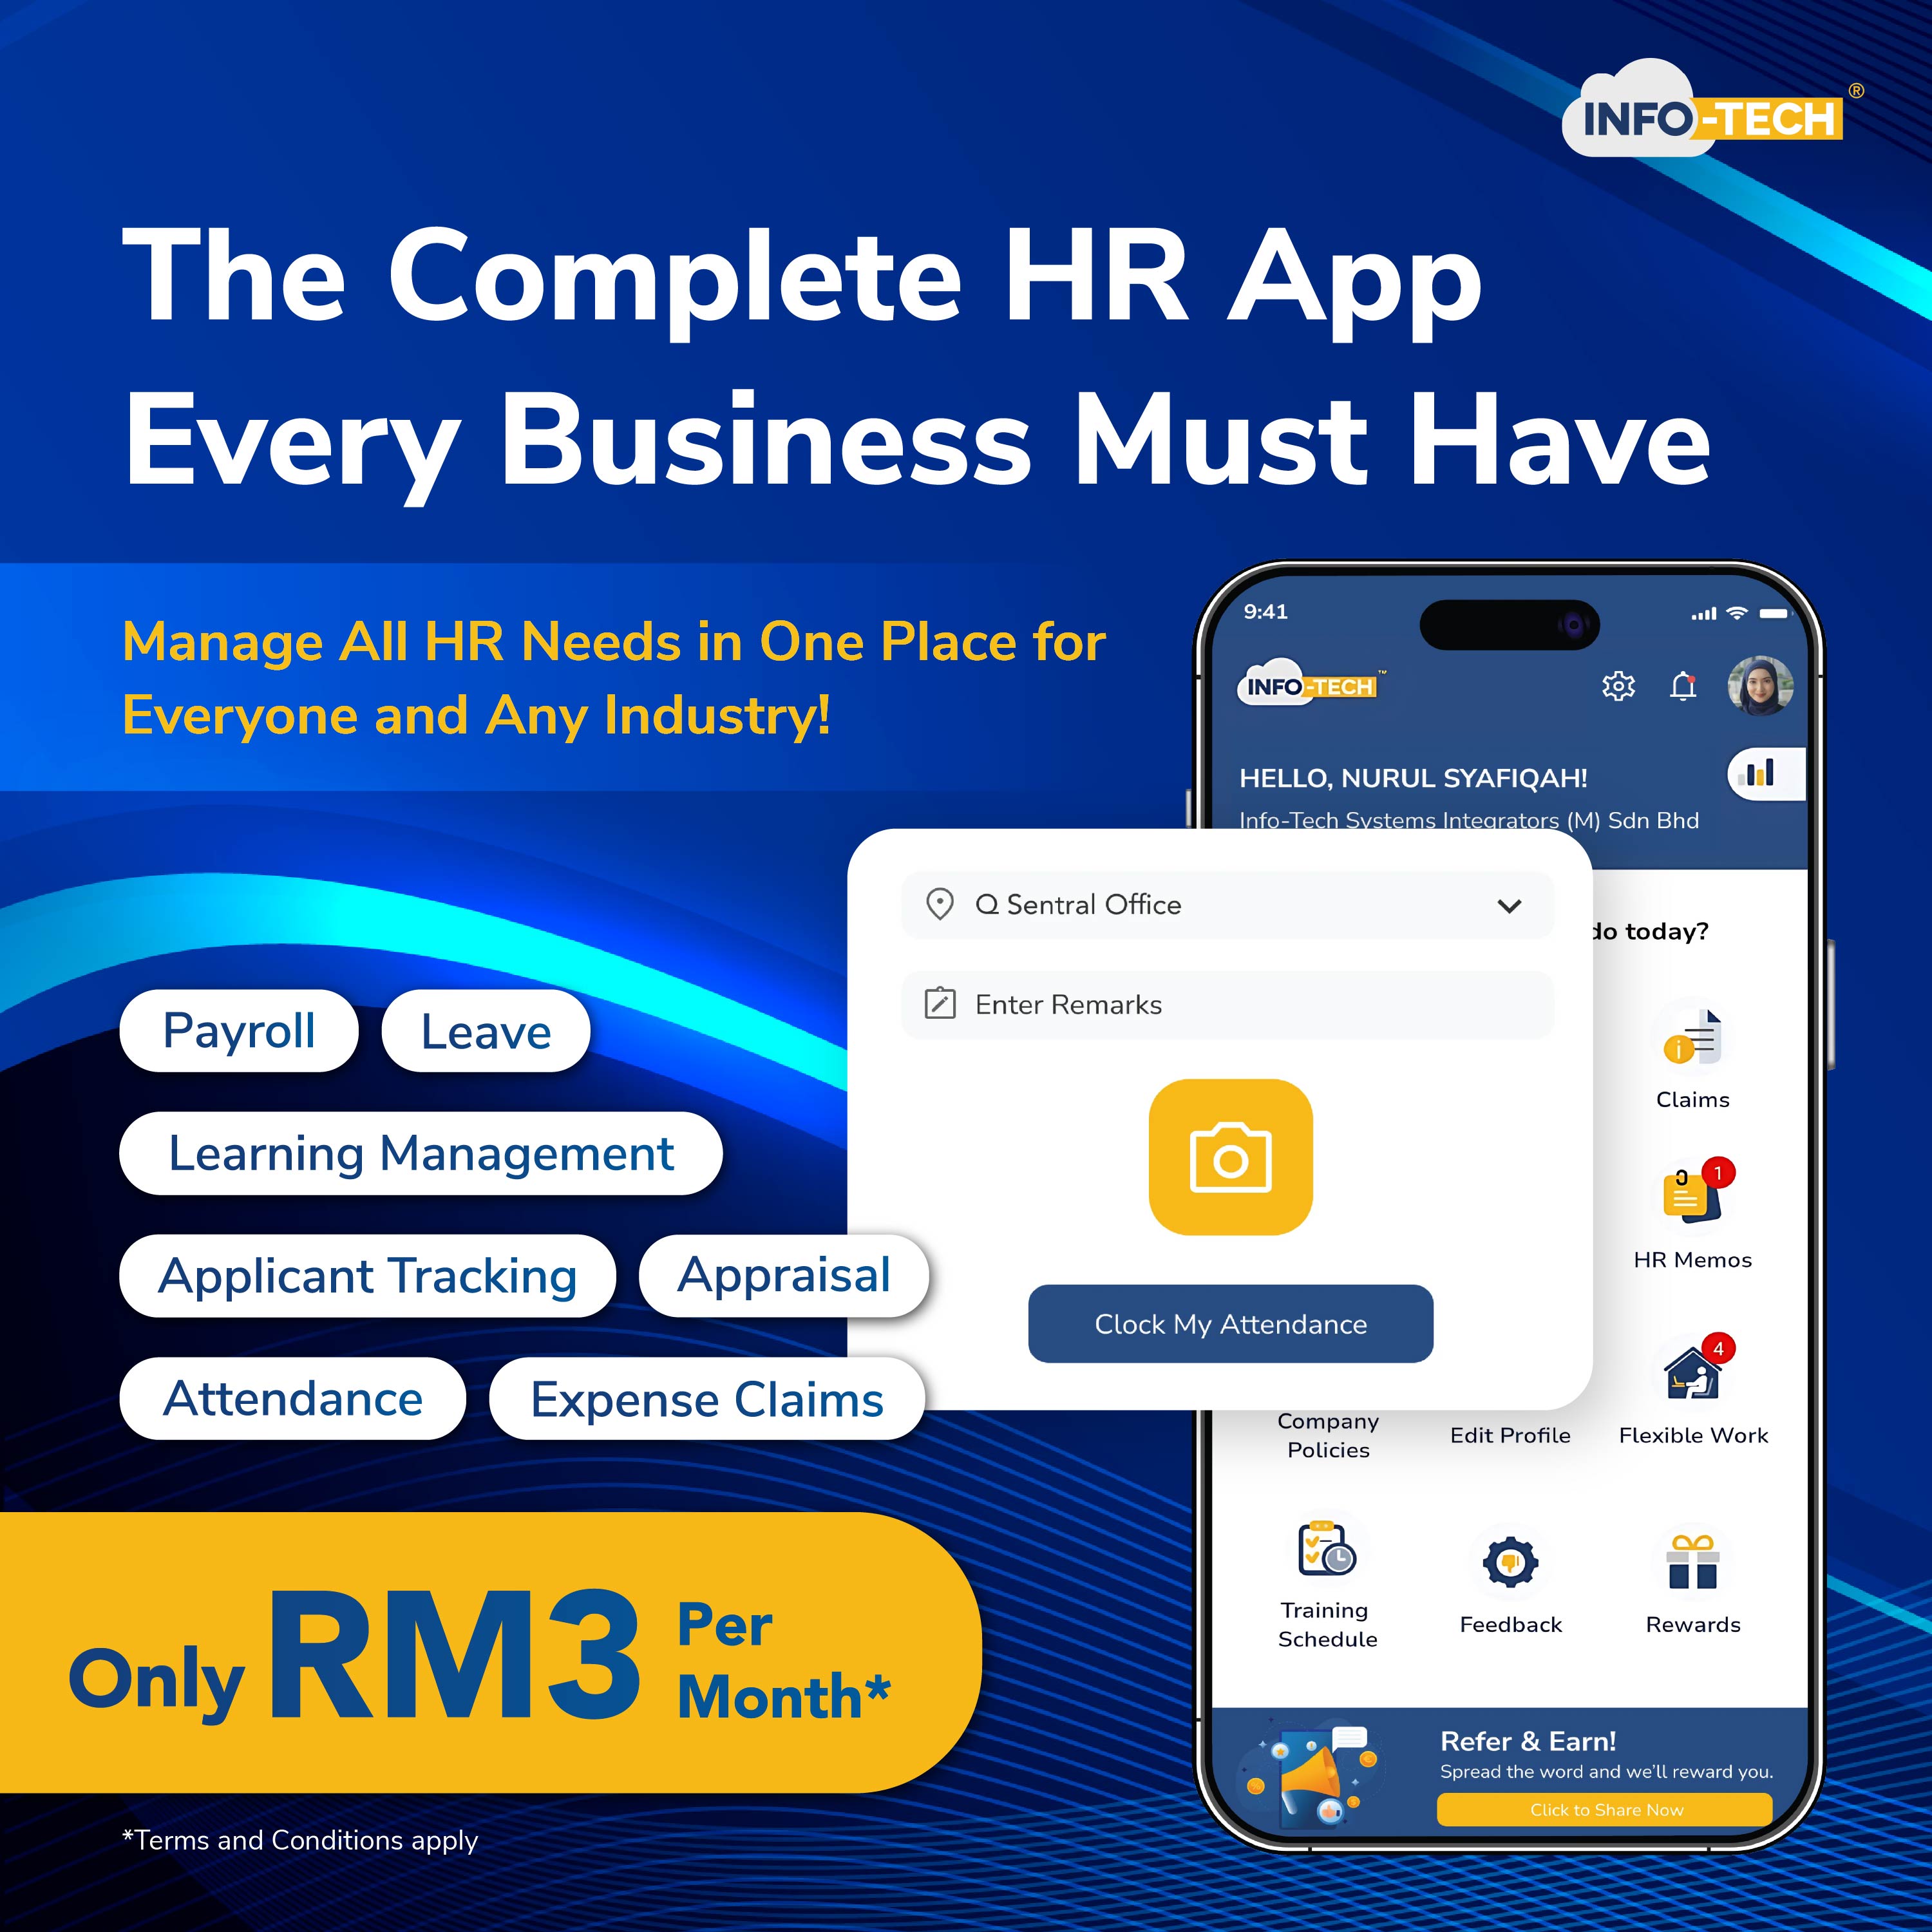 INFO-TECH ®
The Complete HR App
Every Business Must Have
Manage All HR Needs in One Place for
Everyone and Any Industry!
Payroll
Leave
Learning Management
Applicant Tracking
Appraisal
Attendance
Expense Claims
Only RM3 Per
Month*
*Terms and Conditions apply
9:41
INFO-TECH ™
HELLO, NURUL SYAFIQAH!
Info-Tech Systems Integrators (M) Sdn Bhd
do today?
Q Sentral Office
Enter Remarks
Clock My Attendance
Claims
1
HR Memos
4
Company
Policies
Edit Profile
Flexible Work
Training
Schedule
Feedback
Rewards
Refer & Earn!
Spread the word and we'll reward you.
Click to Share Now